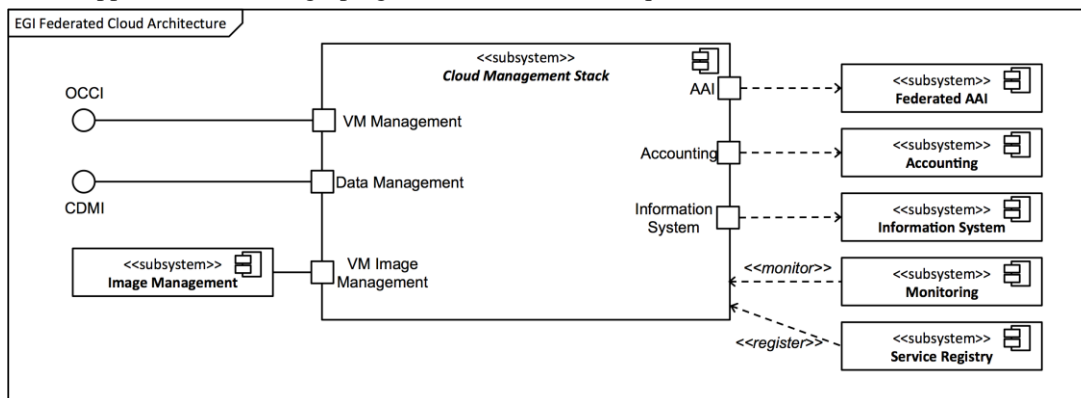 EGI Federated Cloud Architecture
<<subsystem>>
Cloud Management Stack
OCCI
VM Management
CDMI
Data Management
<<subsystem>>
Image Management
VM Image
Management
AAI
<<subsystem>>
Federated AAI
Accounting
<<subsystem>>
Accounting
Information
System
<<subsystem>>
Information System
<<monitor>>
<<subsystem>>
Monitoring
<<register>>
<<subsystem>>
Service Registry